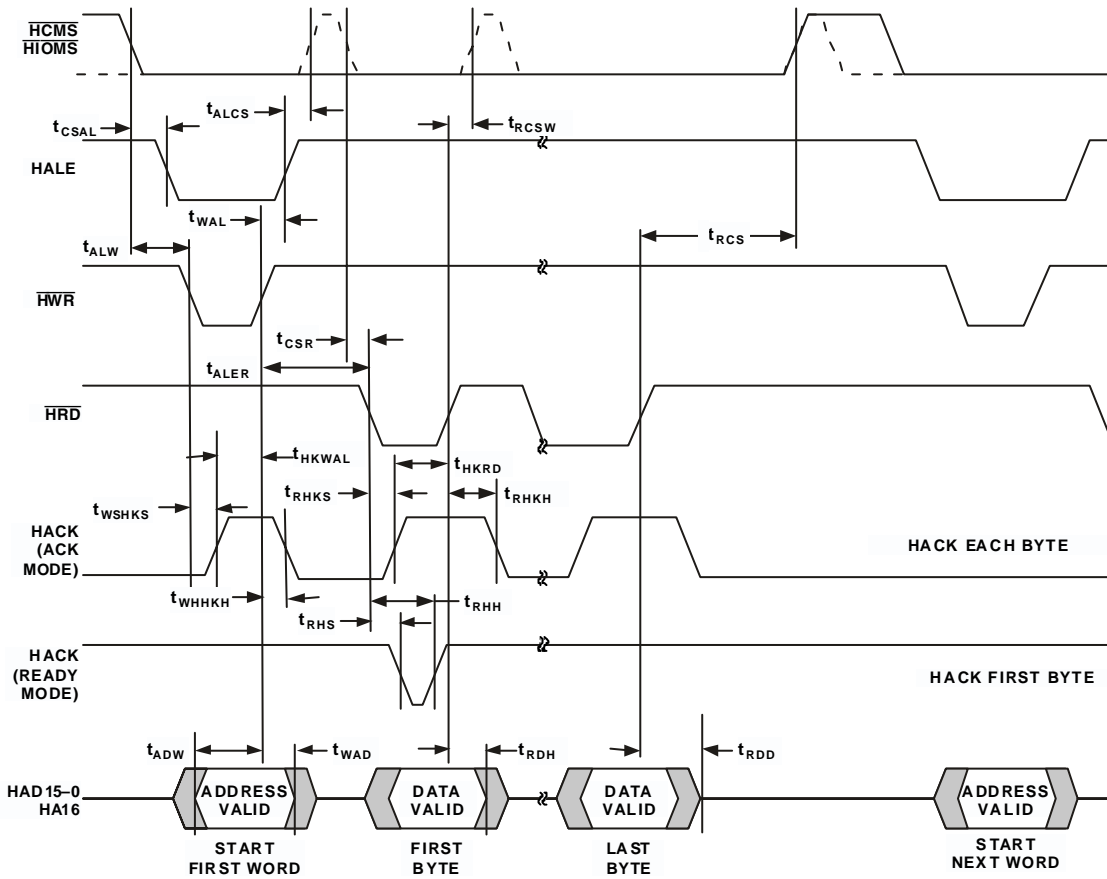 HCMS
HIOMS
tALCS
tCSAL
tRCSW
HALE
tWAL
tALW
tRCS
HWR
tCSR
tALER
HRD
tHKWAL
tHKRD
tRHKS
tRHKH
tWSHKS
HACK
(ACK
MODE)
HACK EACH BYTE
tWHHKH
tRHH
tRHS
HACK
(READY
MODE)
HACK FIRST BYTE
tADW
tWAD
tRDH
tRDD
HAD15–0
HA16
ADDRESS
VALID
DATA
VALID
DATA
VALID
ADDRESS
VALID
START
FIRST WORD
FIRST
BYTE
LAST
BYTE
START
NEXT WORD